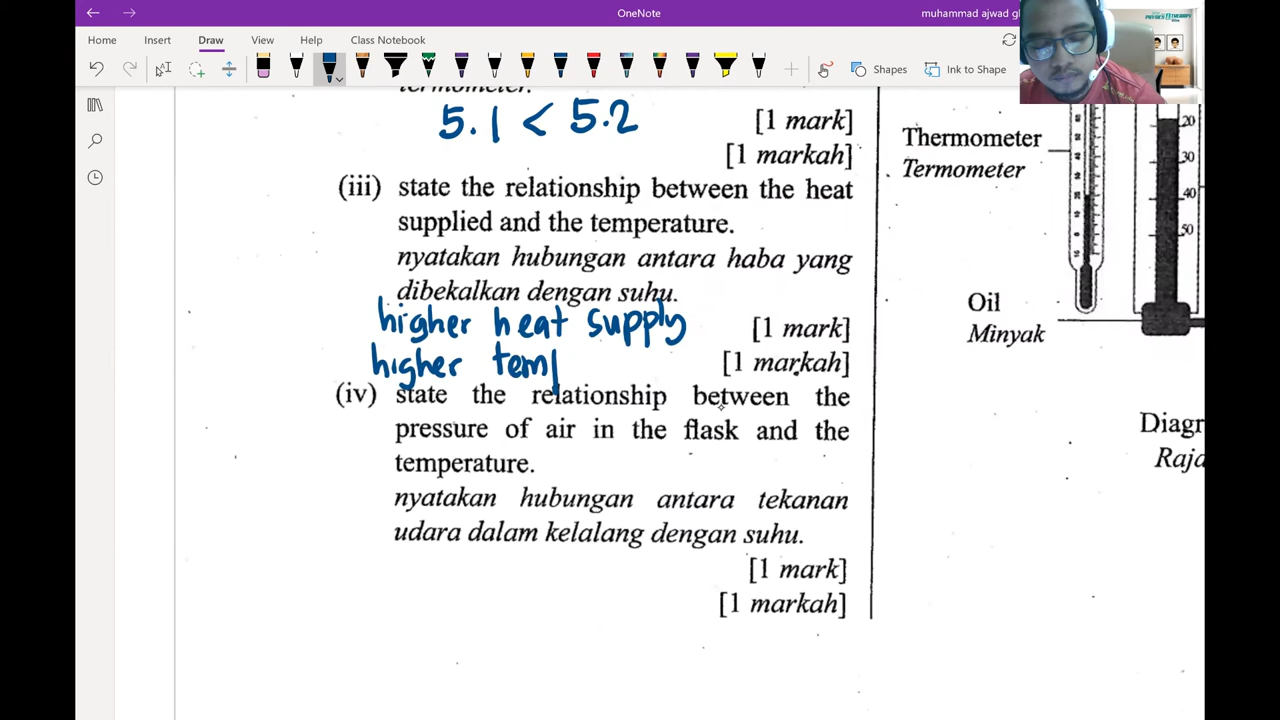 OneNote
muhammad ajwad gh
Home Insert Draw View Help Class Notebook
Shapes Ink to Shape
termometer.
5.1 < 5.2
[1 mark]
[1 markah]
(iii) state the relationship between the heat
supplied and the temperature.
nyatakan hubungan antara haba yang
dibekalkan dengan suhu.
higher heat supply
[1 mark]
higher temp
[1 markah]
(iv) state the relationship between the
pressure of air in the flask and the
temperature.
nyatakan hubungan antara tekanan
udara dalam kelalang dengan suhu.
[1 mark]
[1 markah]
Thermometer
Termometer
20
30
40
50
Oil
Minyak
Diagr
Raja